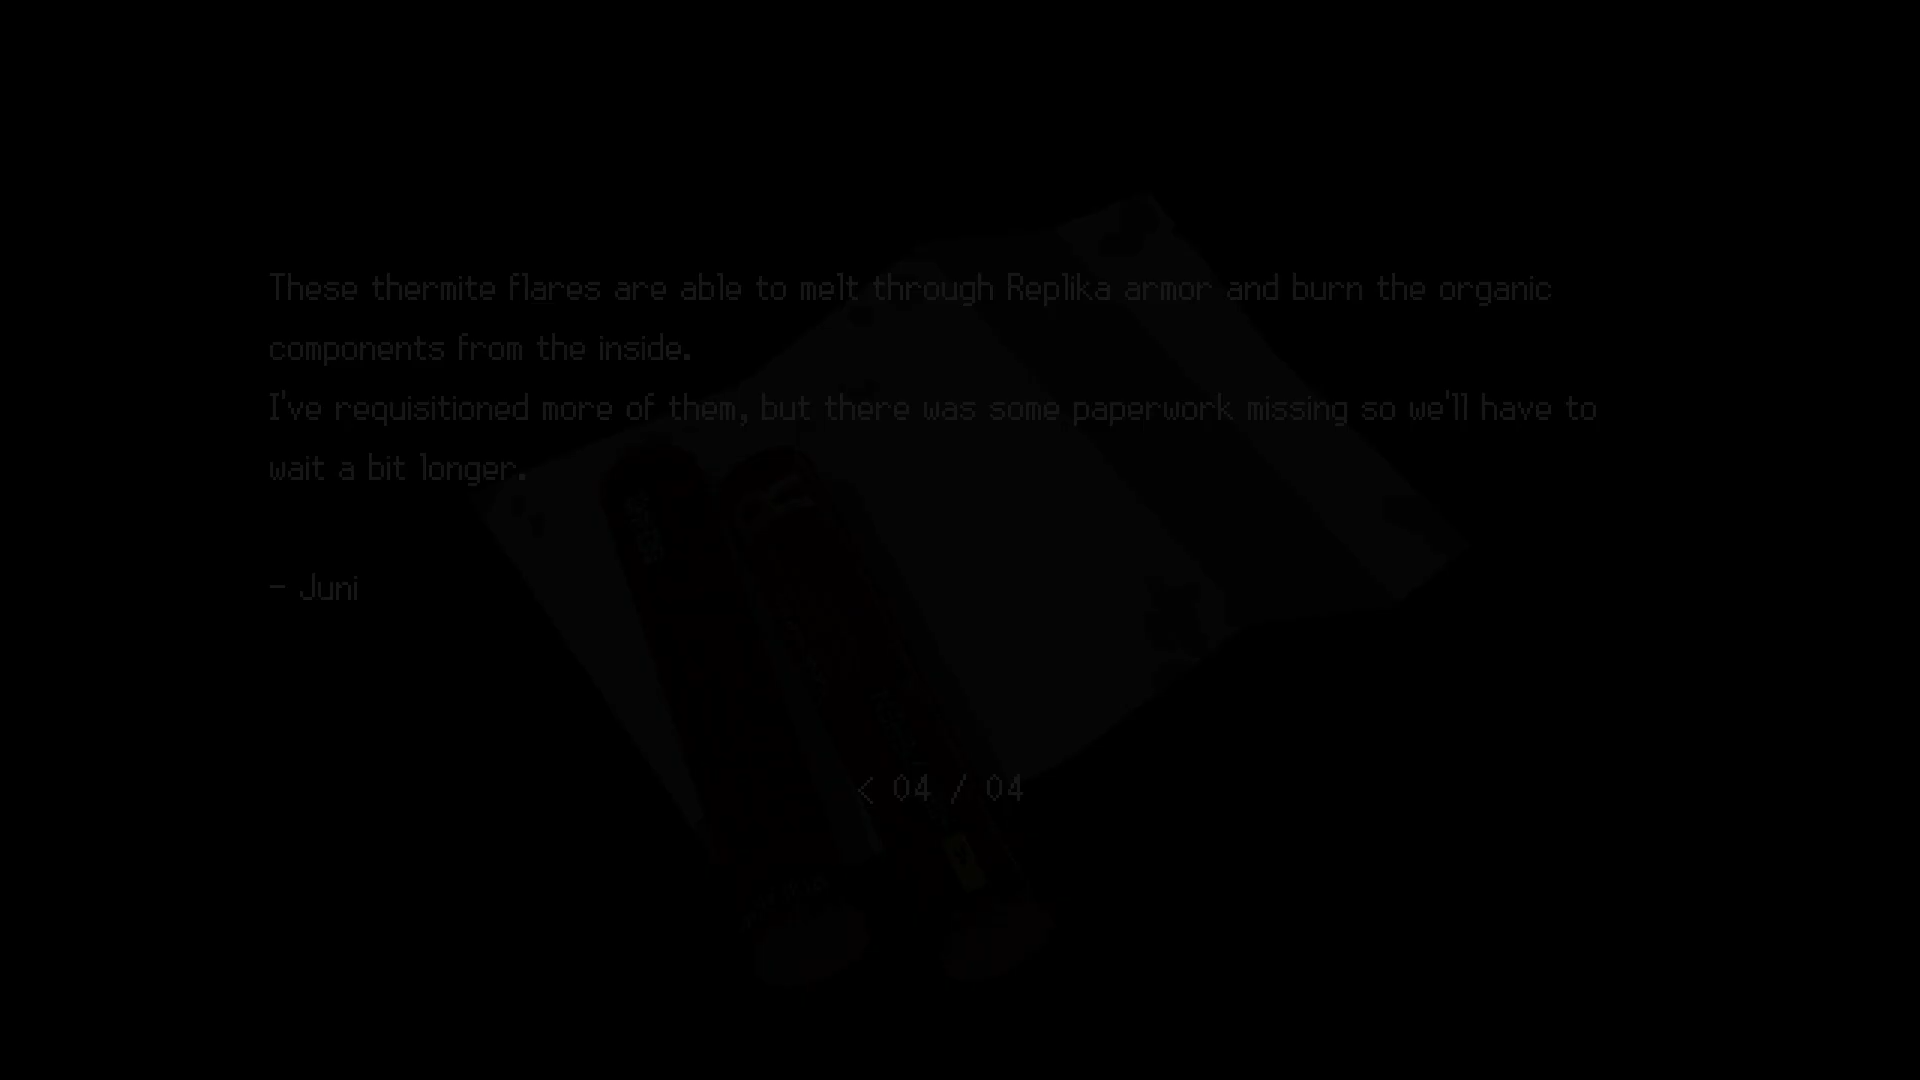 These thermite flares are able to melt through Replika armor and burn the organic
components from the inside.
I've requisitioned more of them, but there was some paperwork missing so we'll have to
wait a bit longer.
- Juni
< 04 / 04